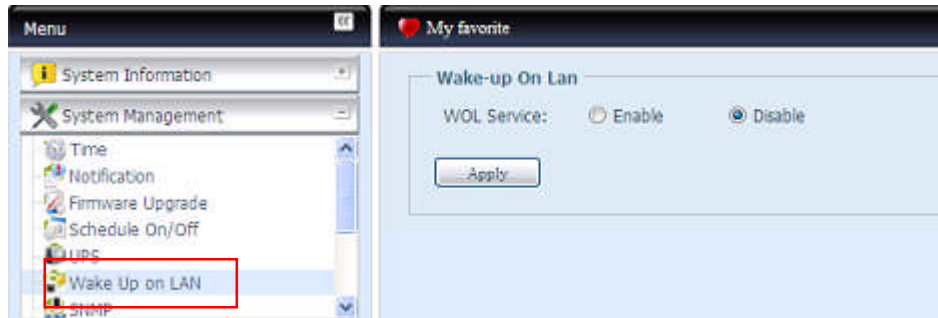 Menu
System Information
System Management
Time
Notification
Firmware Upgrade
Schedule On/Off
UPS
Wake Up on LAN
SNMP
My favorite
Wake-up On Lan
WOL Service: Enable Disable
Apply